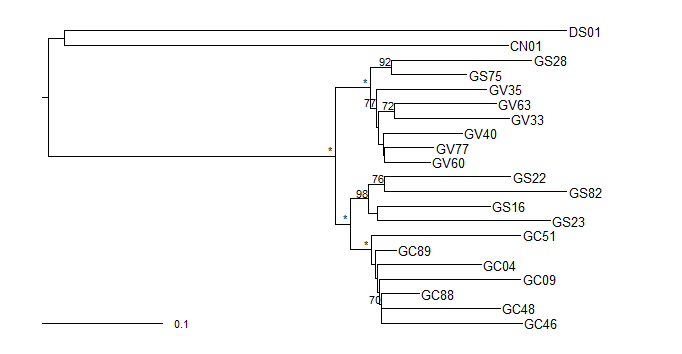 DS01
CN01
92 GS28
GS75
*
GV35
77
72 GV63
GV33
GV40
*
GV77
GV60
76 GS22
GS82
98
GS16
*
GS23
* GC51
GC89
GC04
GC09
70 GC88
GC48
0.1 GC46